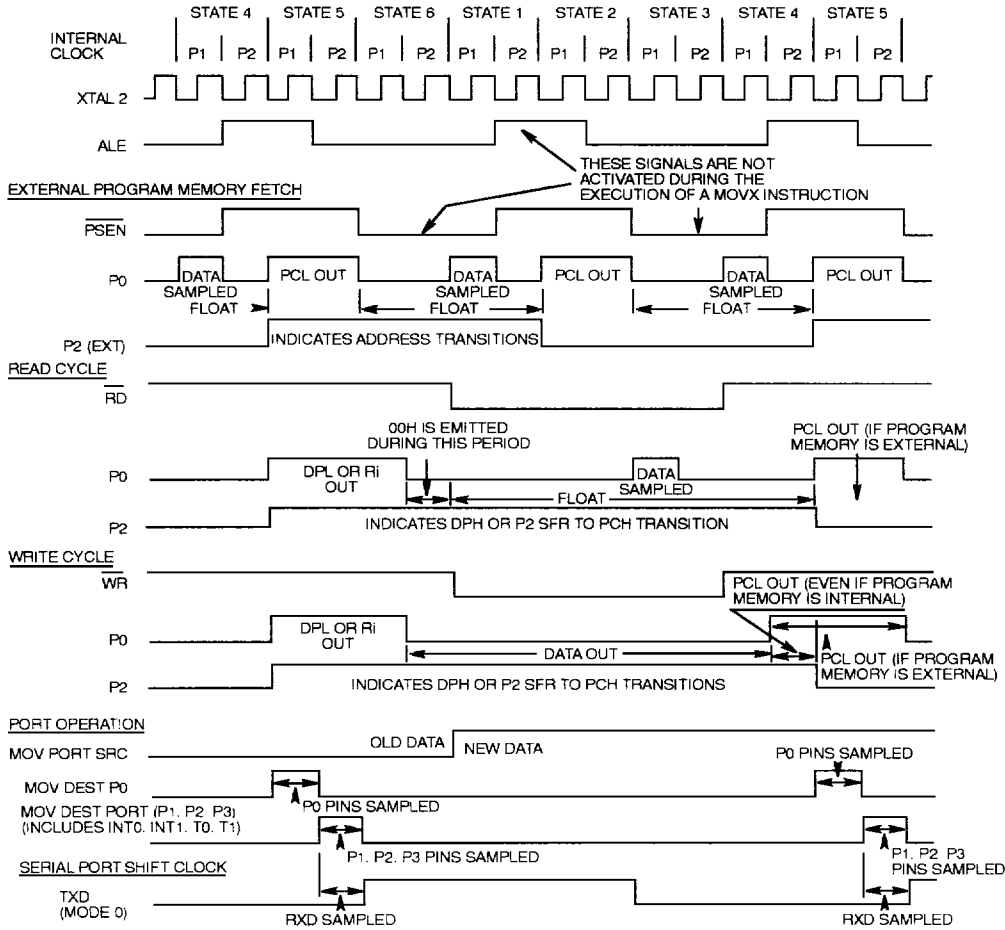 STATE 4 STATE 5 STATE 6 STATE 1 STATE 2 STATE 3 STATE 4 STATE 5
INTERNAL
CLOCK
P1 P2 P1 P2 P1 P2 P1 P2 P1 P2 P1 P2 P1 P2 P1 P2
XTAL 2
ALE
THESE SIGNALS ARE NOT
ACTIVATED DURING THE
EXECUTION OF A MOVX INSTRUCTION
EXTERNAL PROGRAM MEMORY FETCH
PSEN
P0 DATA PCL OUT DATA PCL OUT DATA PCL OUT
SAMPLED SAMPLED SAMPLED
FLOAT FLOAT FLOAT
P2 (EXT) INDICATES ADDRESS TRANSITIONS
READ CYCLE
RD
00H IS EMITTED
DURING THIS PERIOD
PCL OUT (IF PROGRAM
MEMORY IS EXTERNAL)
P0 DPL OR Ri
OUT
DATA
SAMPLED
FLOAT
P2 INDICATES DPH OR P2 SFR TO PCH TRANSITION
WRITE CYCLE
WR
PCL OUT (EVEN IF PROGRAM
MEMORY IS INTERNAL)
P0 DPL OR Ri
OUT
DATA OUT
PCL OUT (IF PROGRAM
MEMORY IS EXTERNAL)
P2 INDICATES DPH OR P2 SFR TO PCH TRANSITIONS
PORT OPERATION
MOV PORT SRC OLD DATA NEW DATA
P0 PINS SAMPLED
MOV DEST P0
P0 PINS SAMPLED
MOV DEST PORT (P1. P2 P3)
(INCLUDES INT0. INT1. T0. T1)
P1. P2. P3 PINS SAMPLED
P1. P2 P3
PINS SAMPLED
SERIAL PORT SHIFT CLOCK
TXD
(MODE 0)
RXD SAMPLED RXD SAMPLED